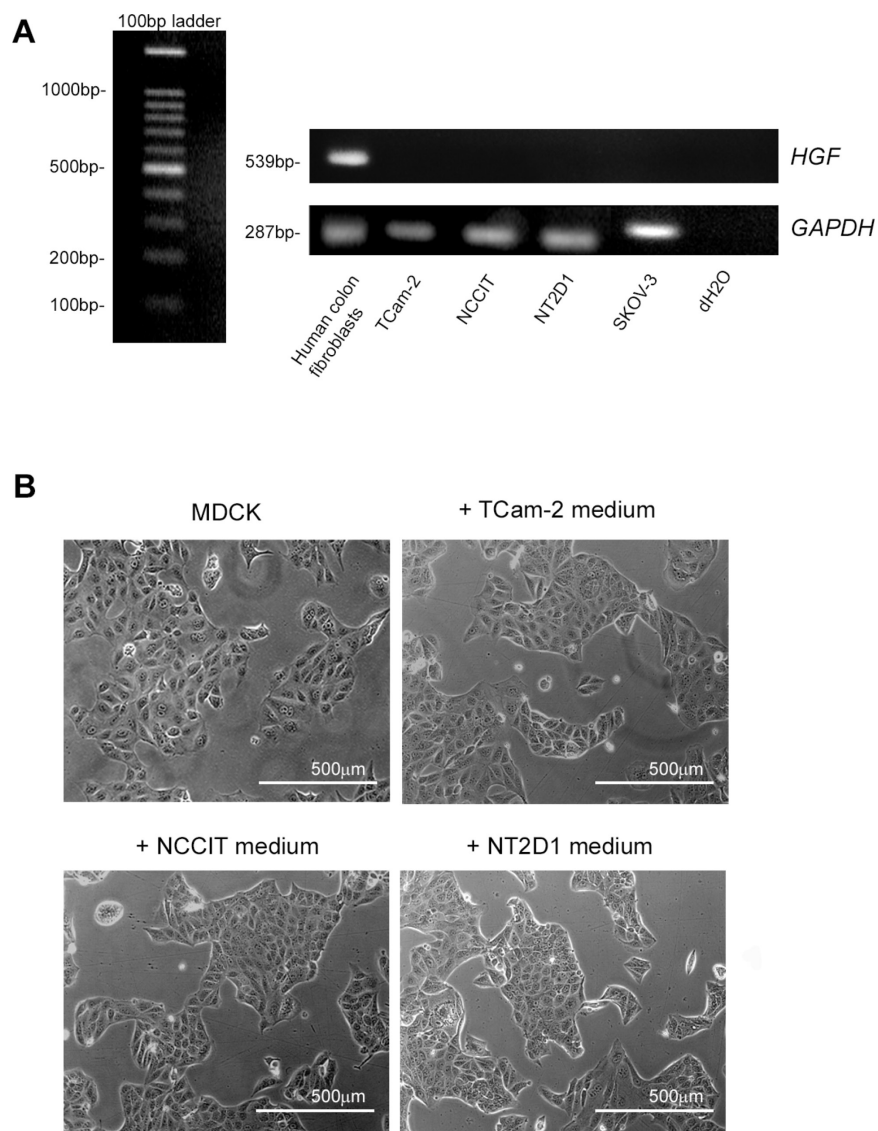 A
100bp ladder
1000bp-
500bp-
200bp-
100bp-
539bp-
HGF
287bp-
GAPDH
Human colon
fibroblasts
TCam-2
NCCIT
NT2D1
SKOV-3
dH2O
B
MDCK
+ TCam-2 medium
500μm
500μm
+ NCCIT medium
+ NT2D1 medium
500μm
500μm